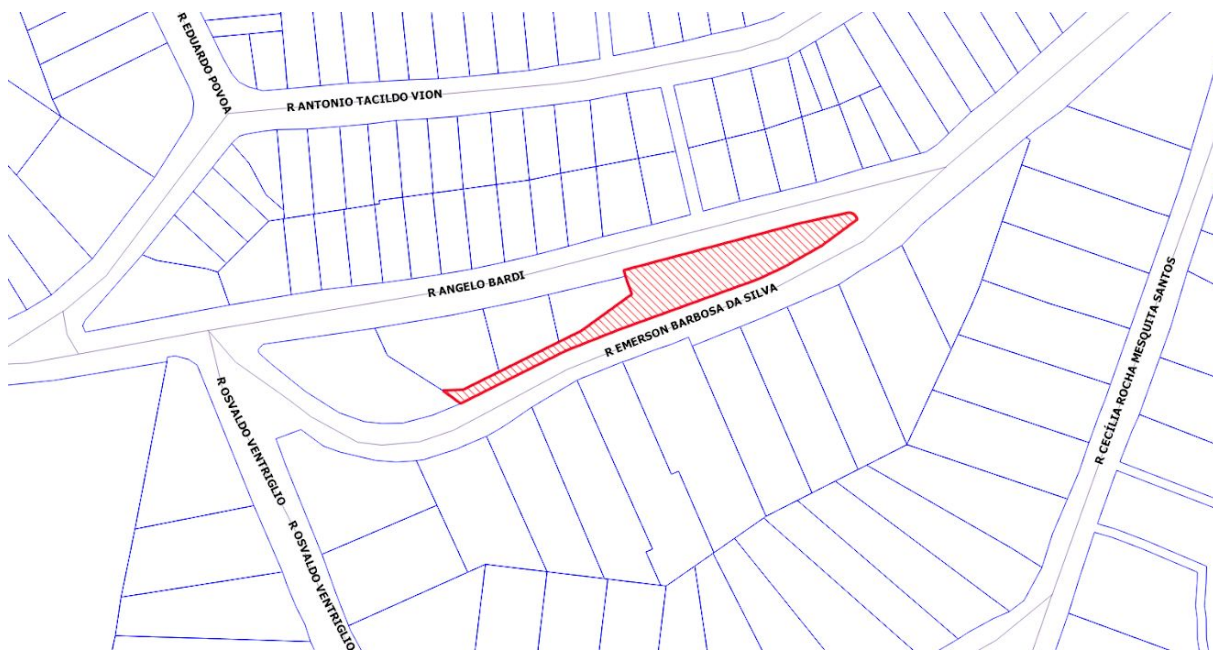 R EDUARDO POVOA
R ANTONIO TACILDO VION
R ANGELO BARDI
R EMERSON BARBOSA DA SILVA
R CECÍLIA ROCHA MESQUITA SANTOS
R OSVALDO VENTRIGLIO
R OSVALDO VENTRIGLIO